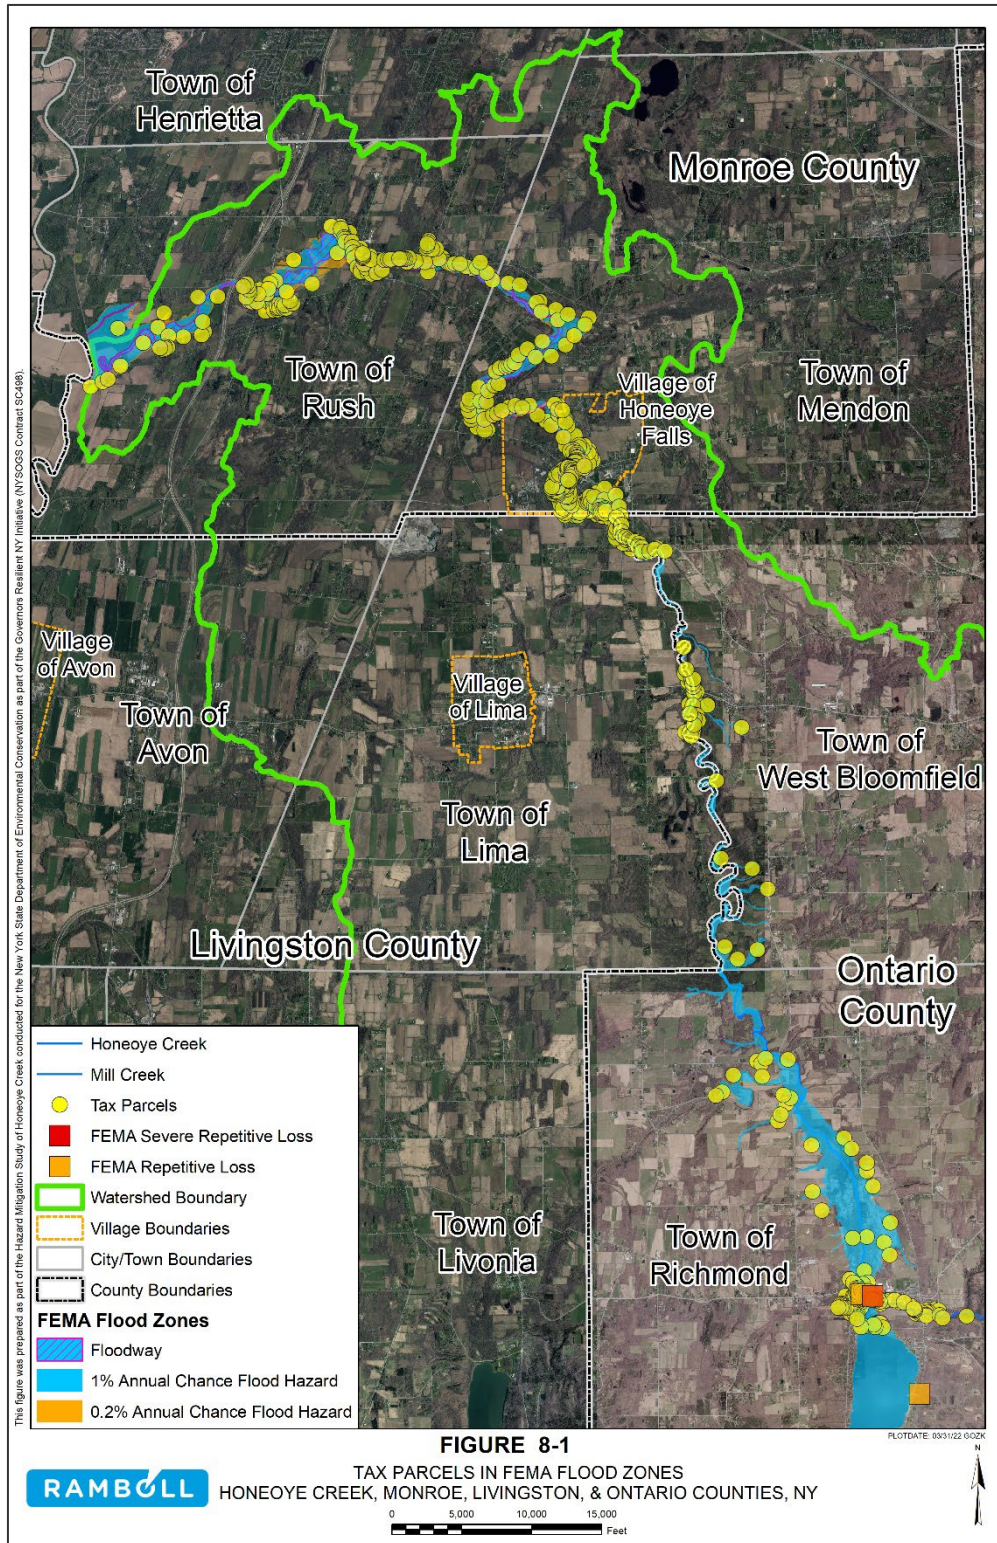 Town of
Henrietta
Monroe County
Town of
Rush
Village of
Honeoye
Falls
Town of
Mendon
Village
of Avon
Town of
Avon
Village
of Lima
Town of
West Bloomfield
Town of
Lima
Livingston County
Ontario
County
Town of
Livonia
Town of
Richmond
Honeoye Creek
Mill Creek
Tax Parcels
FEMA Severe Repetitive Loss
FEMA Repetitive Loss
Watershed Boundary
Village Boundaries
City/Town Boundaries
County Boundaries
FEMA Flood Zones
Floodway
1% Annual Chance Flood Hazard
0.2% Annual Chance Flood Hazard
This figure was prepared as part of the Hazard Mitigation Study of Honeoye Creek conducted for the New York State Department of Environmental Conservation as part of the Governors Resilient NY Initiative (NYSOGS Contract SC498).
PLOTDATE: 03/31/22 GOZK
FIGURE 8-1
TAX PARCELS IN FEMA FLOOD ZONES
HONEOYE CREEK, MONROE, LIVINGSTON, & ONTARIO COUNTIES, NY
RAMBOLL
N
0 5,000 10,000 15,000
Feet